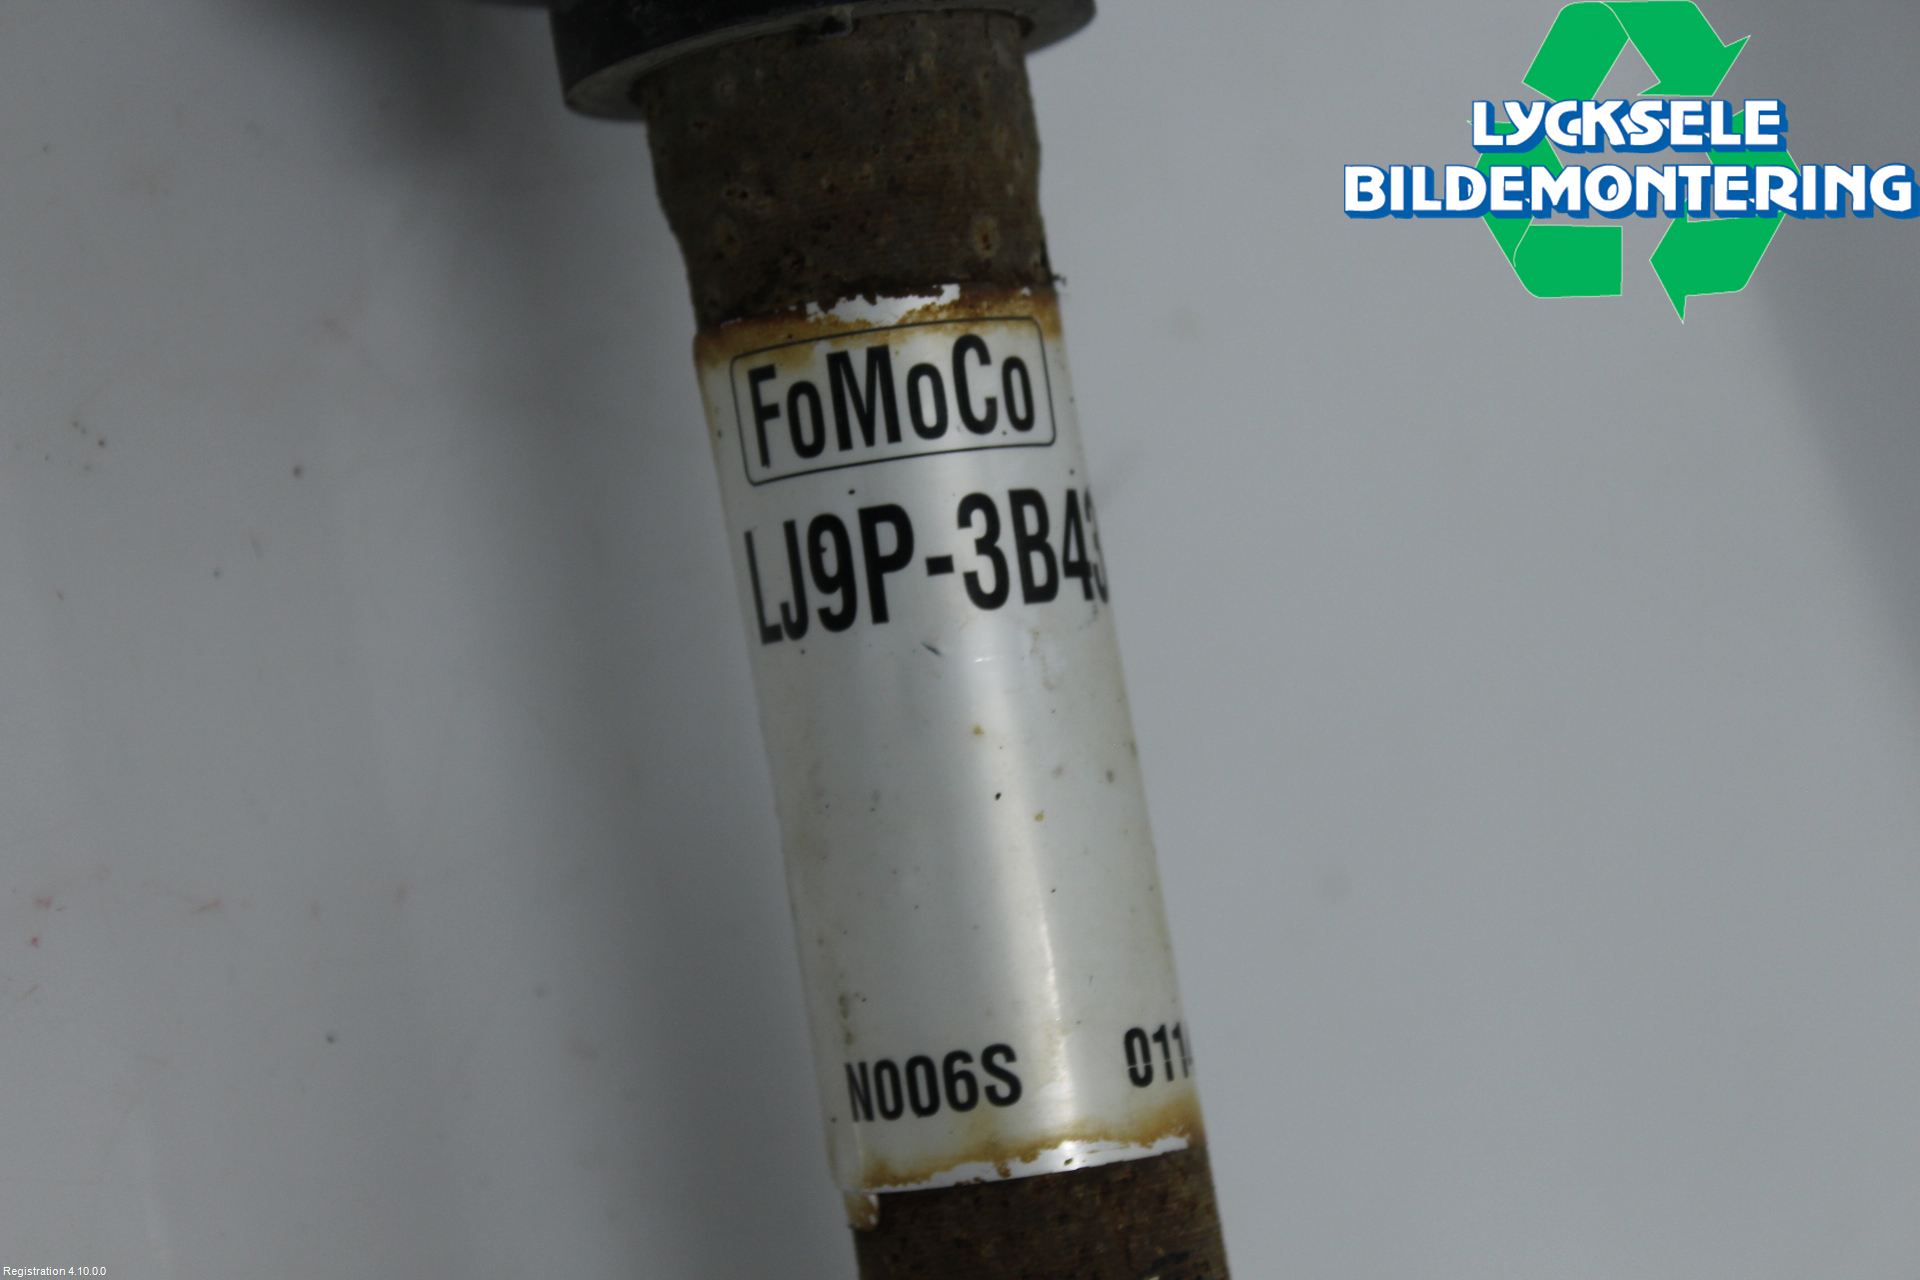 LYCKSELE
BILDEMONTERING
FoMoCo
LJ9P-3B43
N006S 011
Registration 4.10.0.0